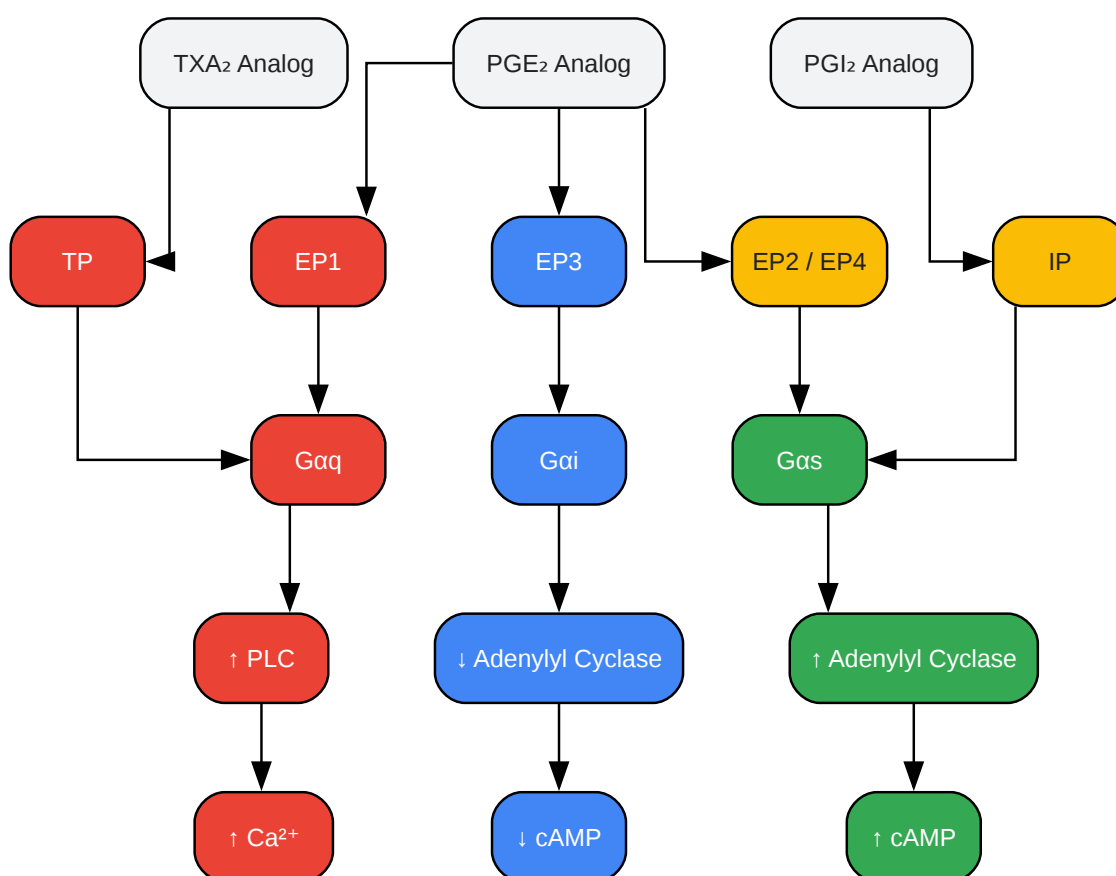 TXA₂ Analog
PGE₂ Analog
PGI₂ Analog
TP
EP1
EP3
EP2 / EP4
IP
Gαq
Gαi
Gαs
↑ PLC
↓ Adenylyl Cyclase
↑ Adenylyl Cyclase
↑ Ca²⁺
↓ cAMP
↑ cAMP